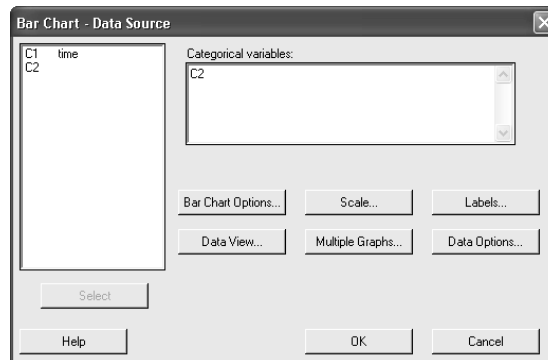 Bar Chart - Data Source
C1 time
C2
Categorical variables:
C2
Bar Chart Options...
Scale...
Labels...
Data View...
Multiple Graphs...
Data Options...
Select
Help
OK
Cancel